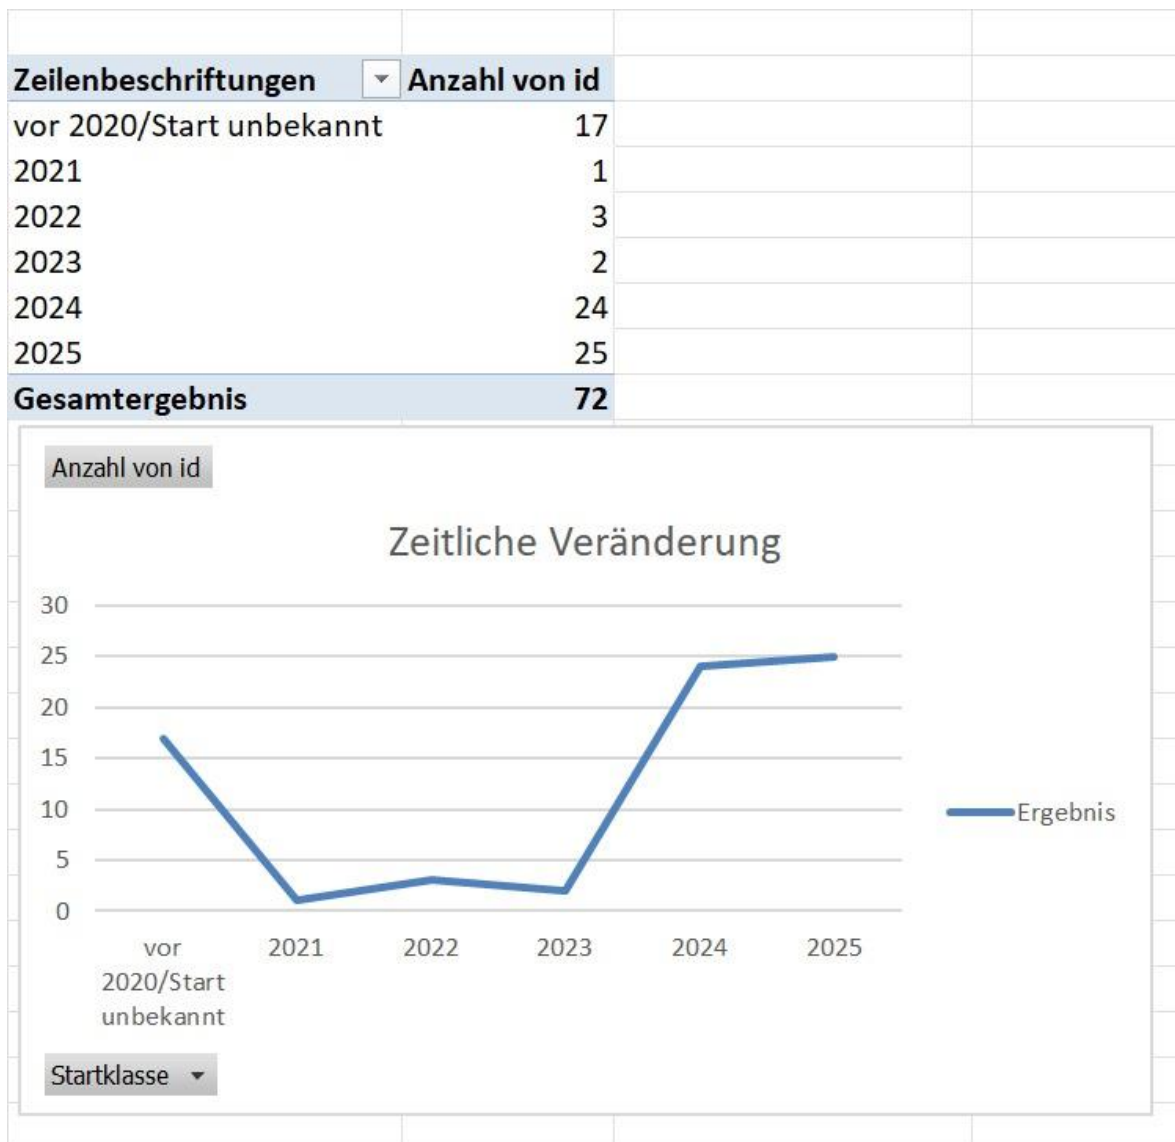 Zeilenbeschriftungen Anzahl von id
vor 2020/Start unbekannt 17
2021 1
2022 3
2023 2
2024 24
2025 25
Gesamtergebnis 72
Anzahl von id
Zeitliche Veränderung
30
25
20
15
10
5
0
Ergebnis
vor 2020/Start unbekannt 2021 2022 2023 2024 2025
Startklasse